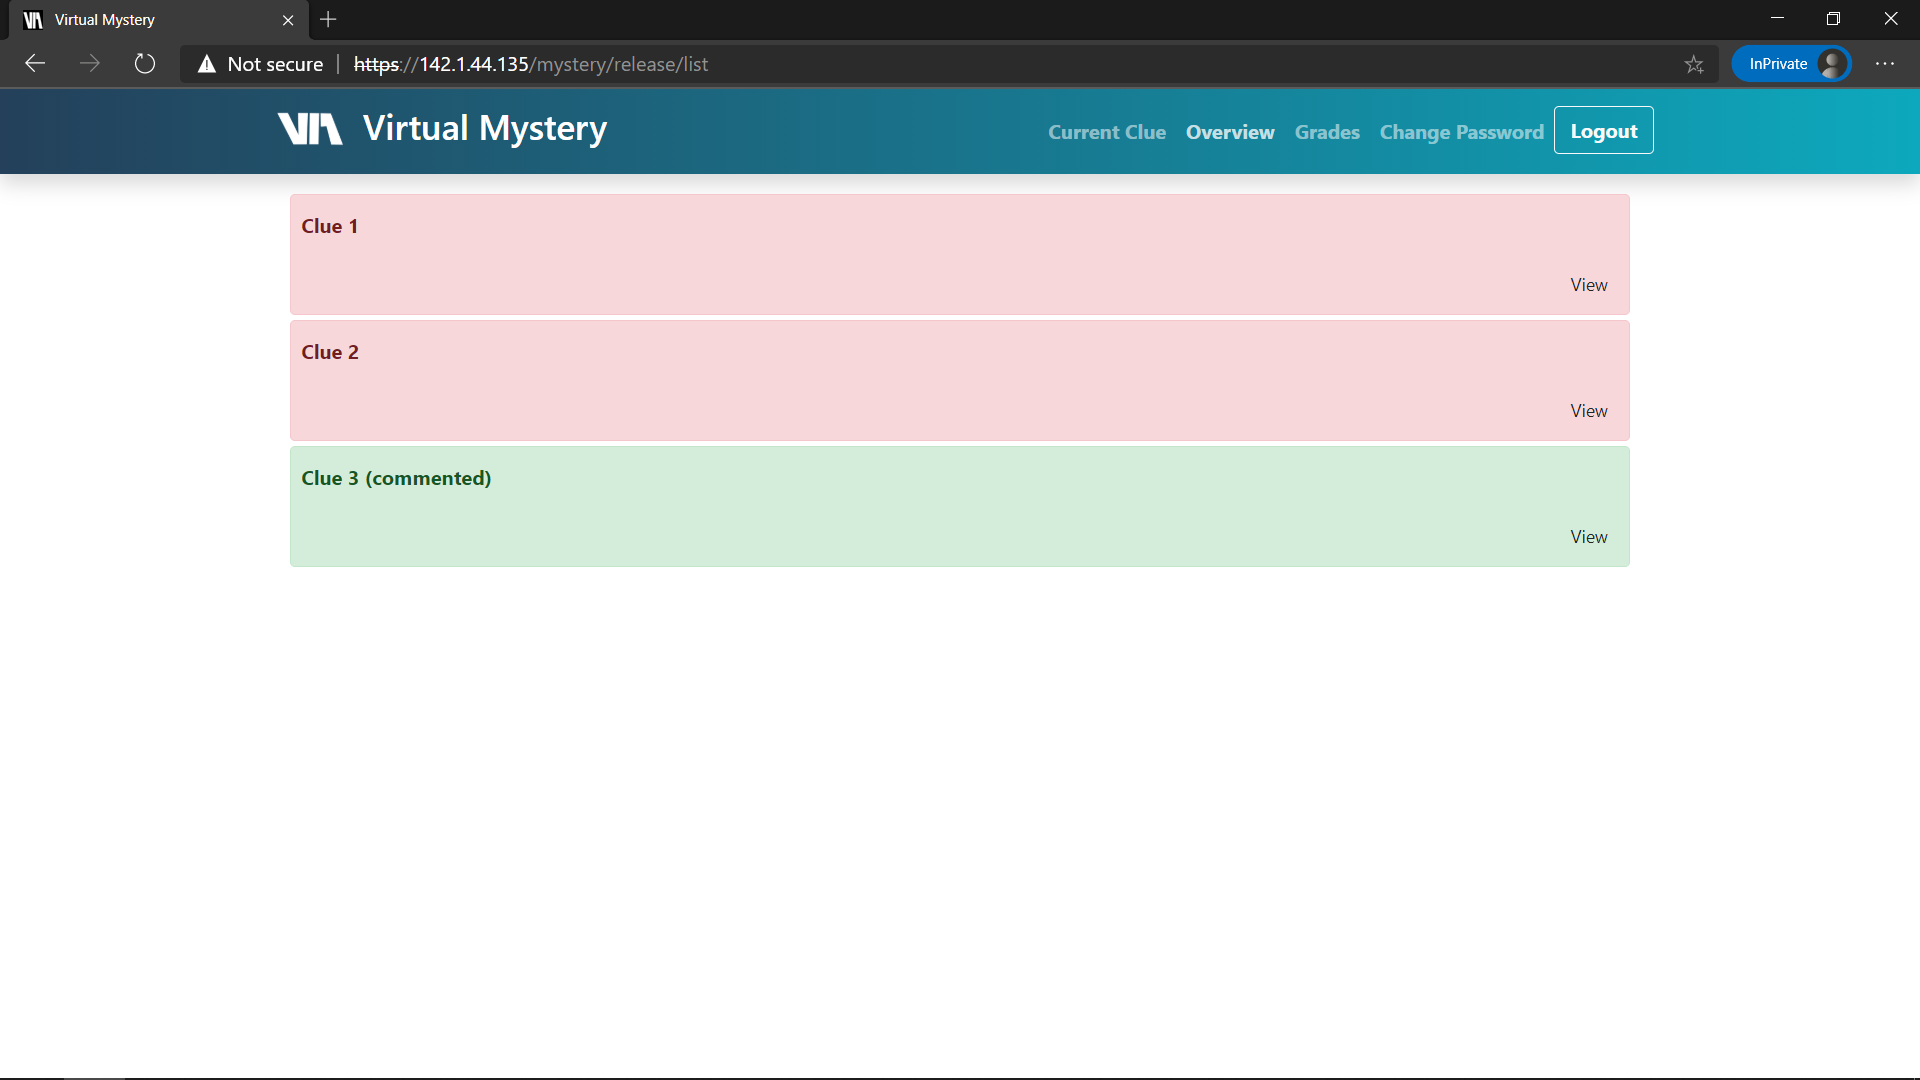 Virtual Mystery
Not secure | https://142.1.44.135/mystery/release/list
InPrivate
Virtual Mystery
Current Clue Overview Grades Change Password Logout
Clue 1
View
Clue 2
View
Clue 3 (commented)
View